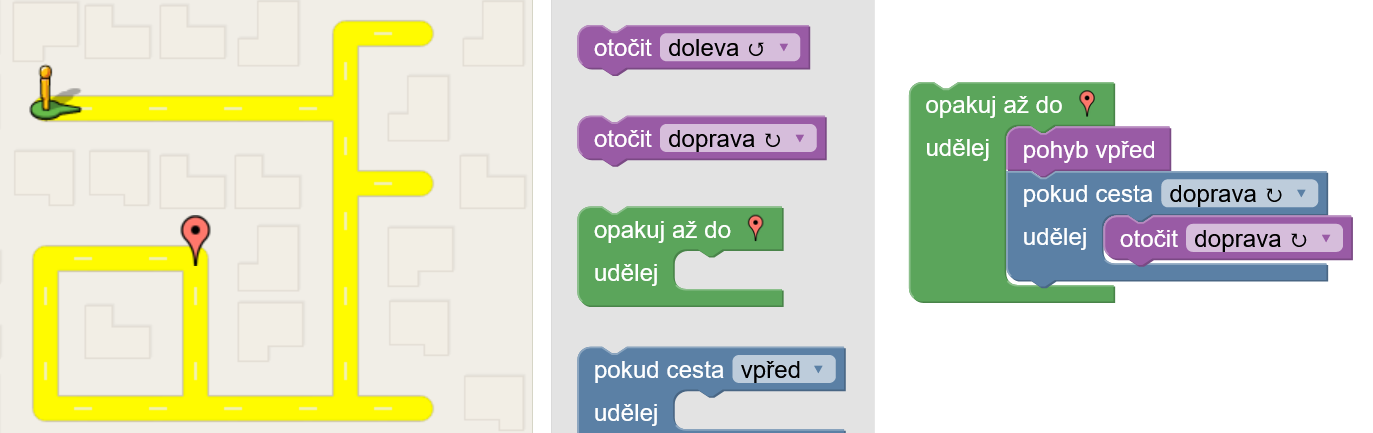 otočit doleva ↺ ▼
otočit doprava ↻ ▼
opakuj až do
udělej
pokud cesta vpřed ▼
udělej
opakuj až do
udělej
pohyb vpřed
pokud cesta doprava ↻ ▼
udělej
otočit doprava ↻ ▼